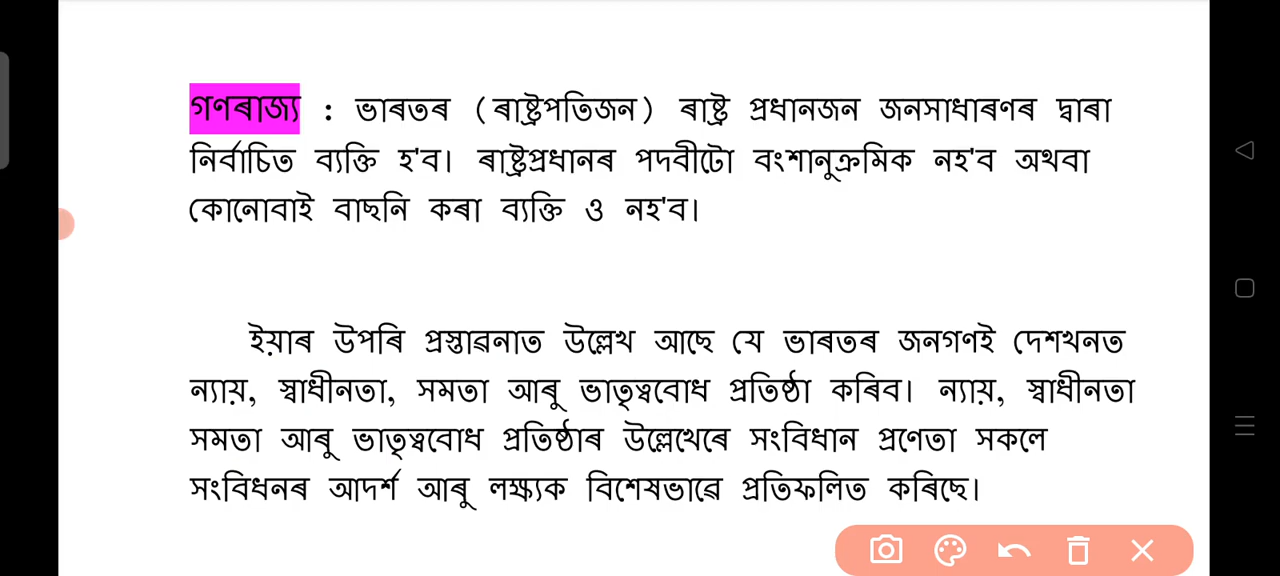 গণৰাজ্য : ভাৰতৰ (ৰাষ্ট্ৰপতিজন) ৰাষ্ট্ৰ প্ৰধানজন জনসাধাৰণৰ দ্বাৰা
নিৰ্বাচিত ব্যক্তি হ'ব। ৰাষ্ট্ৰপ্ৰধানৰ পদবীটো বংশানুক্ৰমিক নহ'ব অথবা
কোনোবাই বাছনি কৰা ব্যক্তি ও নহ'ব।
ইয়াৰ উপৰি প্ৰস্তাৱনাত উল্লেখ আছে যে ভাৰতৰ জনগণই দেশখনত
ন্যায়, স্বাধীনতা, সমতা আৰু ভাতৃত্ববোধ প্ৰতিষ্ঠা কৰিব। ন্যায়, স্বাধীনতা
সমতা আৰু ভাতৃত্ববোধ প্ৰতিষ্ঠাৰ উল্লেখেৰে সংবিধান প্ৰণেতা সকলে
সংবিধনৰ আদৰ্শ আৰু লক্ষ্যক বিশেষভাৱে প্ৰতিফলিত কৰিছে।